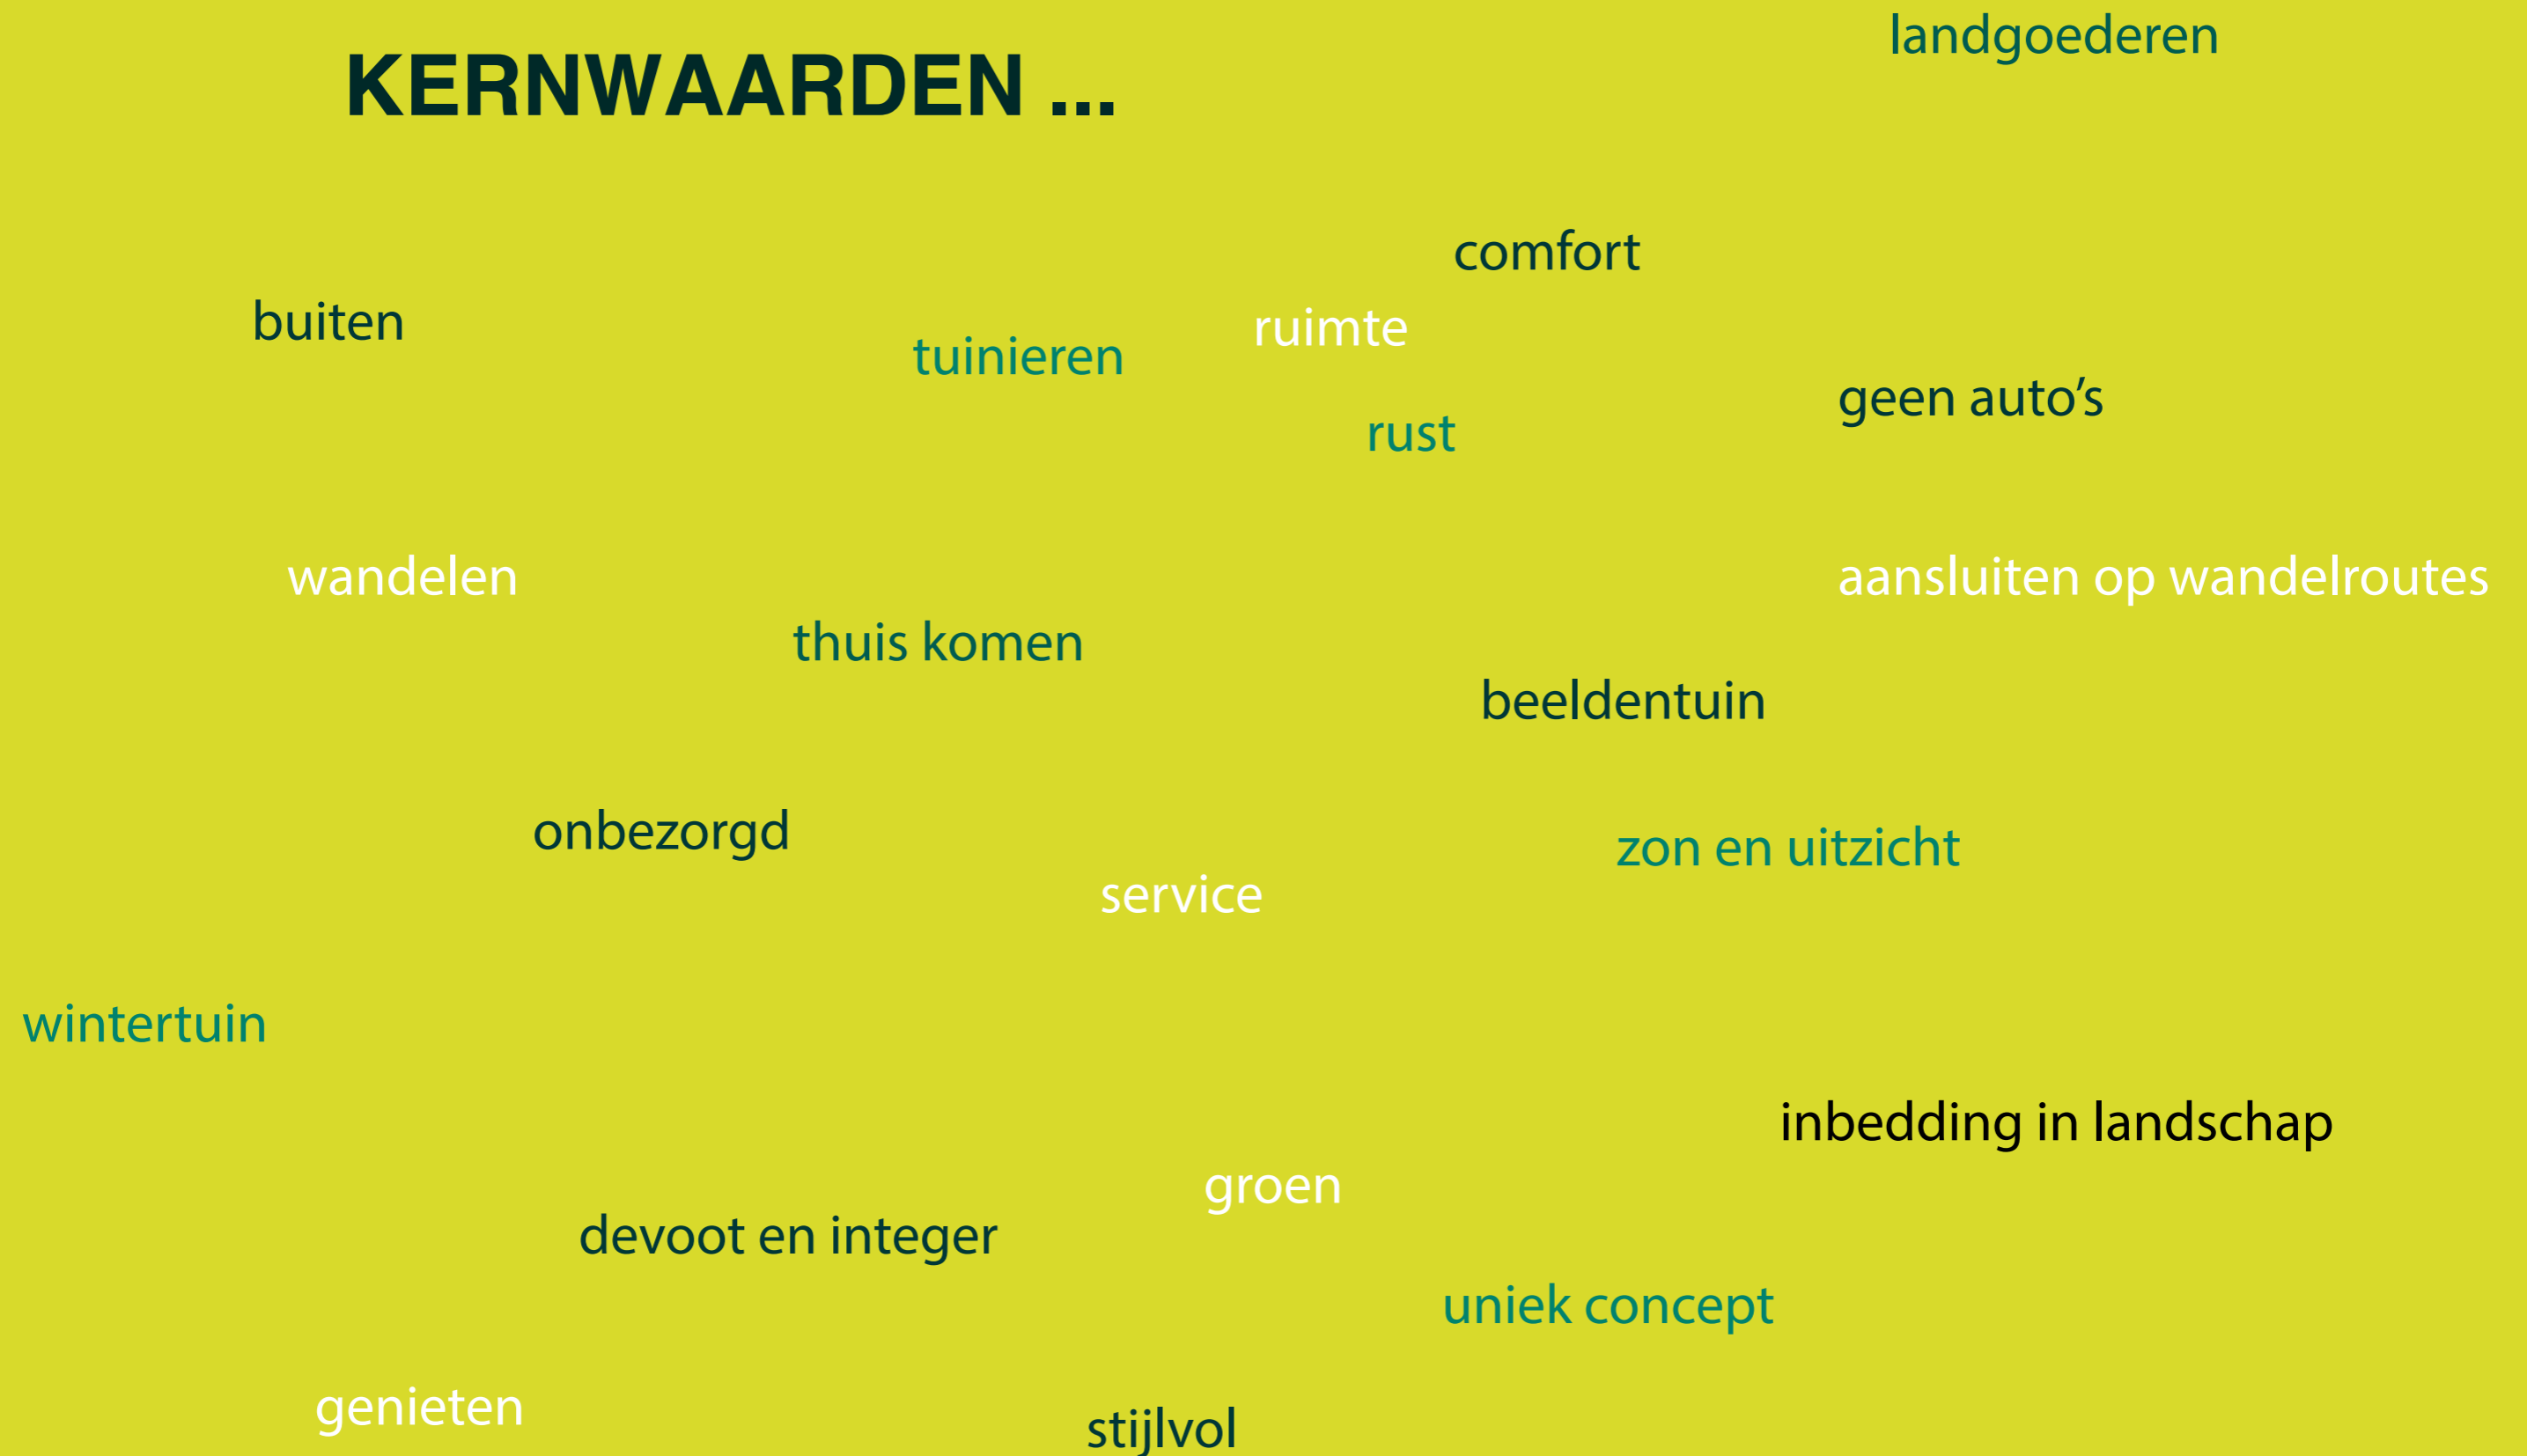 landgoederen
KERNWAARDEN ...
comfort
buiten
ruimte
tuinieren
geen auto’s
rust
wandelen
aansluiten op wandelroutes
thuis komen
beeldentuin
onbezorgd
zon en uitzicht
service
wintertuin
inbedding in landschap
groen
devoot en integer
uniek concept
genieten
stijlvol